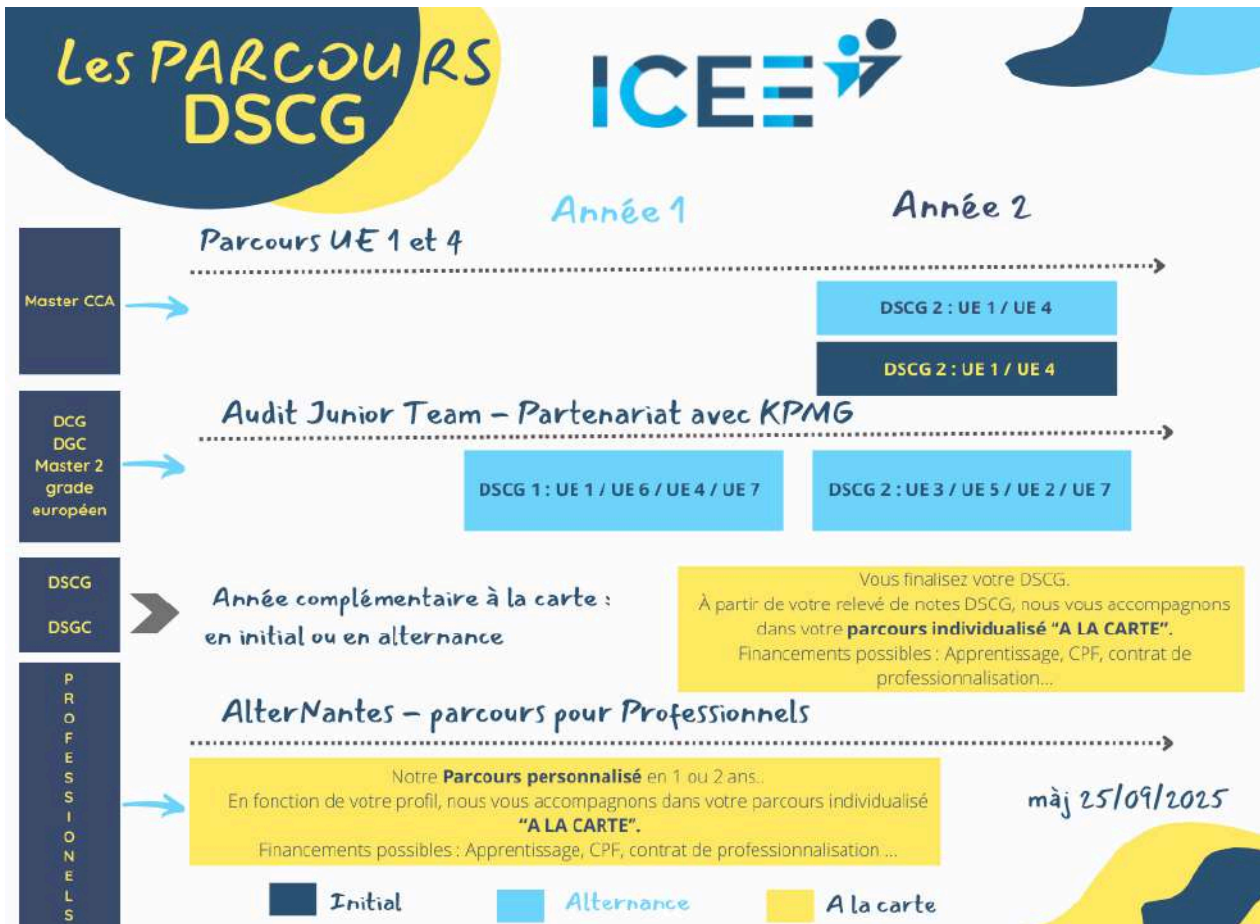 Les PARCOURS
DSCG
ICEE
Année 1
Année 2
Parcours UE 1 et 4
Master CCA
DSCG 2 : UE 1 / UE 4
DSCG 2 : UE 1 / UE 4
Audit Junior Team – Partenariat avec KPMG
DCG
DGC
Master 2
grade
européen
DSCG 1 : UE 1 / UE 6 / UE 4 / UE 7
DSCG 2 : UE 3 / UE 5 / UE 2 / UE 7
DSCG
DSGC
Année complémentaire à la carte :
en initial ou en alternance
Vous finalisez votre DSCG.
À partir de votre relevé de notes DSCG, nous vous accompagnons
dans votre parcours individualisé “A LA CARTE”.
Financements possibles : Apprentissage, CPF, contrat de
professionnalisation...
PROFESSIONELS
AlterNantes – parcours pour Professionnels
Notre Parcours personnalisé en 1 ou 2 ans..
En fonction de votre profil, nous vous accompagnons dans votre parcours individualisé
“A LA CARTE”.
Financements possibles : Apprentissage, CPF, contrat de professionnalisation ...
màj 25/09/2025
Initial
Alternance
A la carte